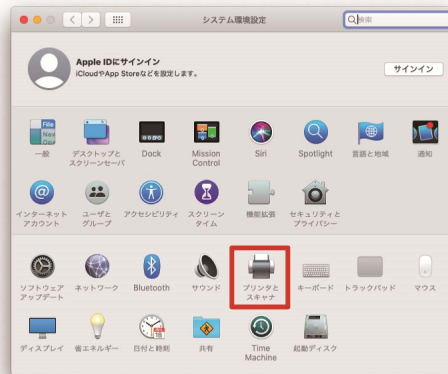 システム環境設定
検索
Apple IDにサインイン
iCloudやApp Storeなどを設定します。
サインイン
File
New
Ope
一般
デスクトップと
スクリーンセーバ
Dock
Mission
Control
Siri
Spotlight
言語と地域
通知
インターネット
アカウント
ユーザと
グループ
アクセシビリティ
スクリーン
タイム
機能拡張
セキュリティと
プライバシー
ソフトウェア
アップデート
ネットワーク
Bluetooth
サウンド
プリンタと
スキャナ
キーボード
トラックパッド
マウス
ディスプレイ
省エネルギー
日付と時刻
共有
Time
Machine
起動ディスク